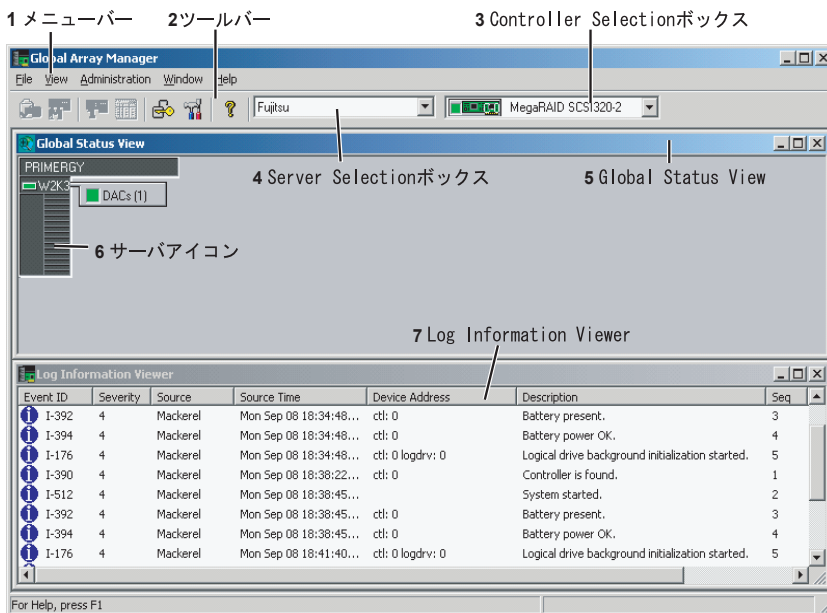 1 メニューバー 2ツールバー 3 Controller Selectionボックス
Global Array Manager
File View Administration Window Help
Fujitsu MegaRAID SCSI 320-2
Global Status View
PRIMERGY
W2K3
DACs (1)
4 Server Selectionボックス 5 Global Status View
6 サーバアイコン
7 Log Information Viewer
Log Information Viewer
Event ID Severity Source Source Time Device Address Description Seq
I-392 4 Mackerel Mon Sep 08 18:34:48... ctl: 0 Battery present. 3
I-394 4 Mackerel Mon Sep 08 18:34:48... ctl: 0 Battery power OK. 4
I-176 4 Mackerel Mon Sep 08 18:34:48... ctl: 0 logdrv: 0 Logical drive background initialization started. 5
I-390 4 Mackerel Mon Sep 08 18:38:22... ctl: 0 Controller is found. 1
I-512 4 Mackerel Mon Sep 08 18:38:45... System started. 2
I-392 4 Mackerel Mon Sep 08 18:38:45... ctl: 0 Battery present. 3
I-394 4 Mackerel Mon Sep 08 18:38:45... ctl: 0 Battery power OK. 4
I-176 4 Mackerel Mon Sep 08 18:41:40... ctl: 0 logdrv: 0 Logical drive background initialization started. 5
For Help, press F1